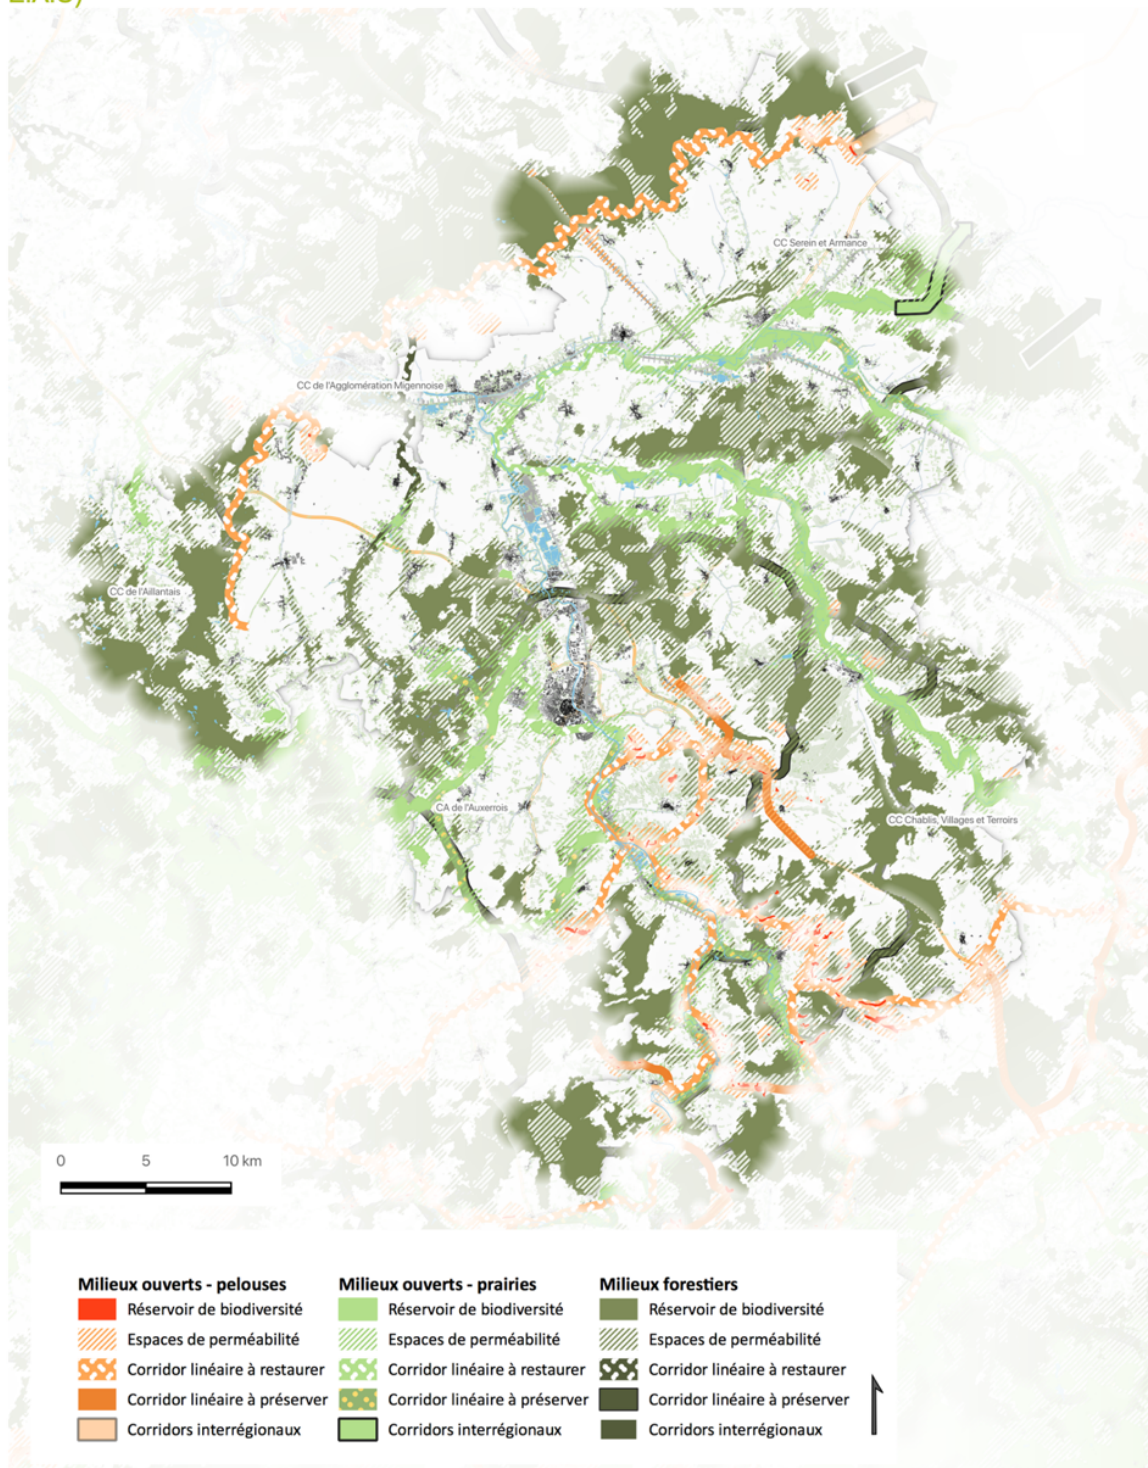 CC Serein et Armance
CC de l'Agglomération Migennoise
CC de l'Aillantais
CA de l'Auxerrois
CC Chablis, Villages et Terroirs
0 5 10 km
Milieux ouverts - pelouses
Réservoir de biodiversité
Espaces de perméabilité
Corridor linéaire à restaurer
Corridor linéaire à préserver
Corridors interrégionaux
Milieux ouverts - prairies
Réservoir de biodiversité
Espaces de perméabilité
Corridor linéaire à restaurer
Corridor linéaire à préserver
Corridors interrégionaux
Milieux forestiers
Réservoir de biodiversité
Espaces de perméabilité
Corridor linéaire à restaurer
Corridor linéaire à préserver
Corridors interrégionaux